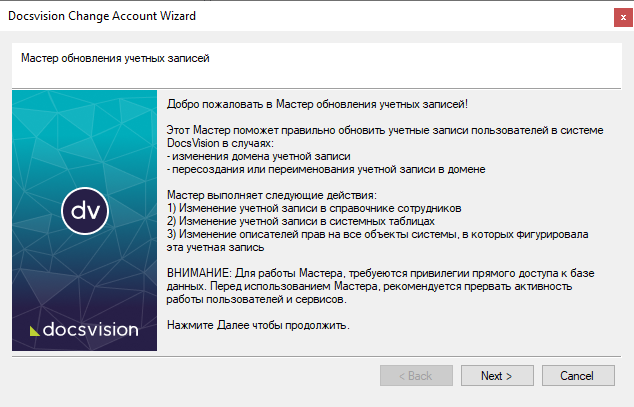 Docsvision Change Account Wizard
x
Мастер обновления учетных записей
Добро пожаловать в Мастер обновления учетных записей!
Этот Мастер поможет правильно обновить учетные записи пользователей в системе
DocsVision в случаях:
- изменения домена учетной записи
- пересоздания или переименования учетной записи в домене
Мастер выполняет следующие действия:
1) Изменение учетной записи в справочнике сотрудников
2) Изменение учетной записи в системных таблицах
3) Изменение описателей прав на все объекты системы, в которых фигурировала
эта учетная запись
ВНИМАНИЕ: Для работы Мастера, требуются привилегии прямого доступа к базе
данных. Перед использованием Мастера, рекомендуется прервать активность
работы пользователей и сервисов.
Нажмите Далее чтобы продолжить.
dv
docsvision
< Back
Next >
Cancel